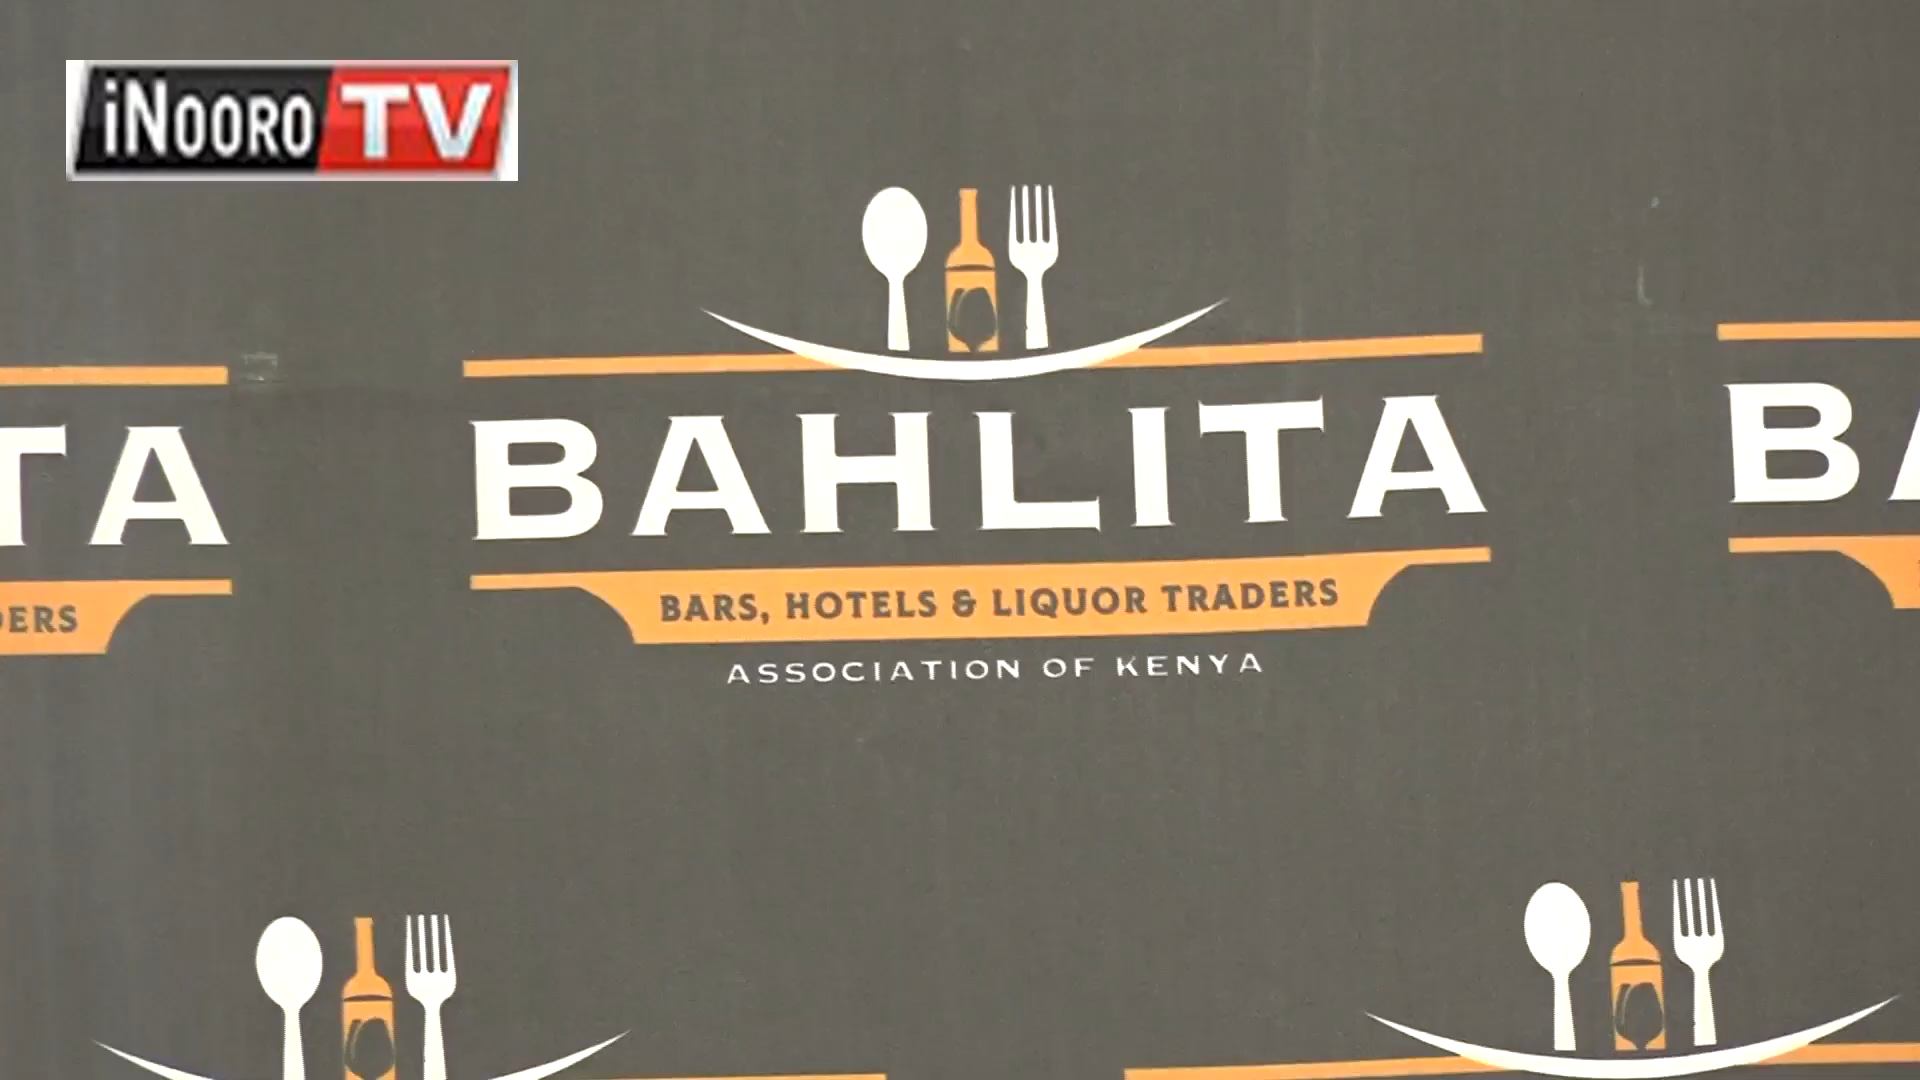 iNOORO TV
BAHLITA
BARS, HOTELS & LIQUOR TRADERS
ASSOCIATION OF KENYA
TA
DERS
BA